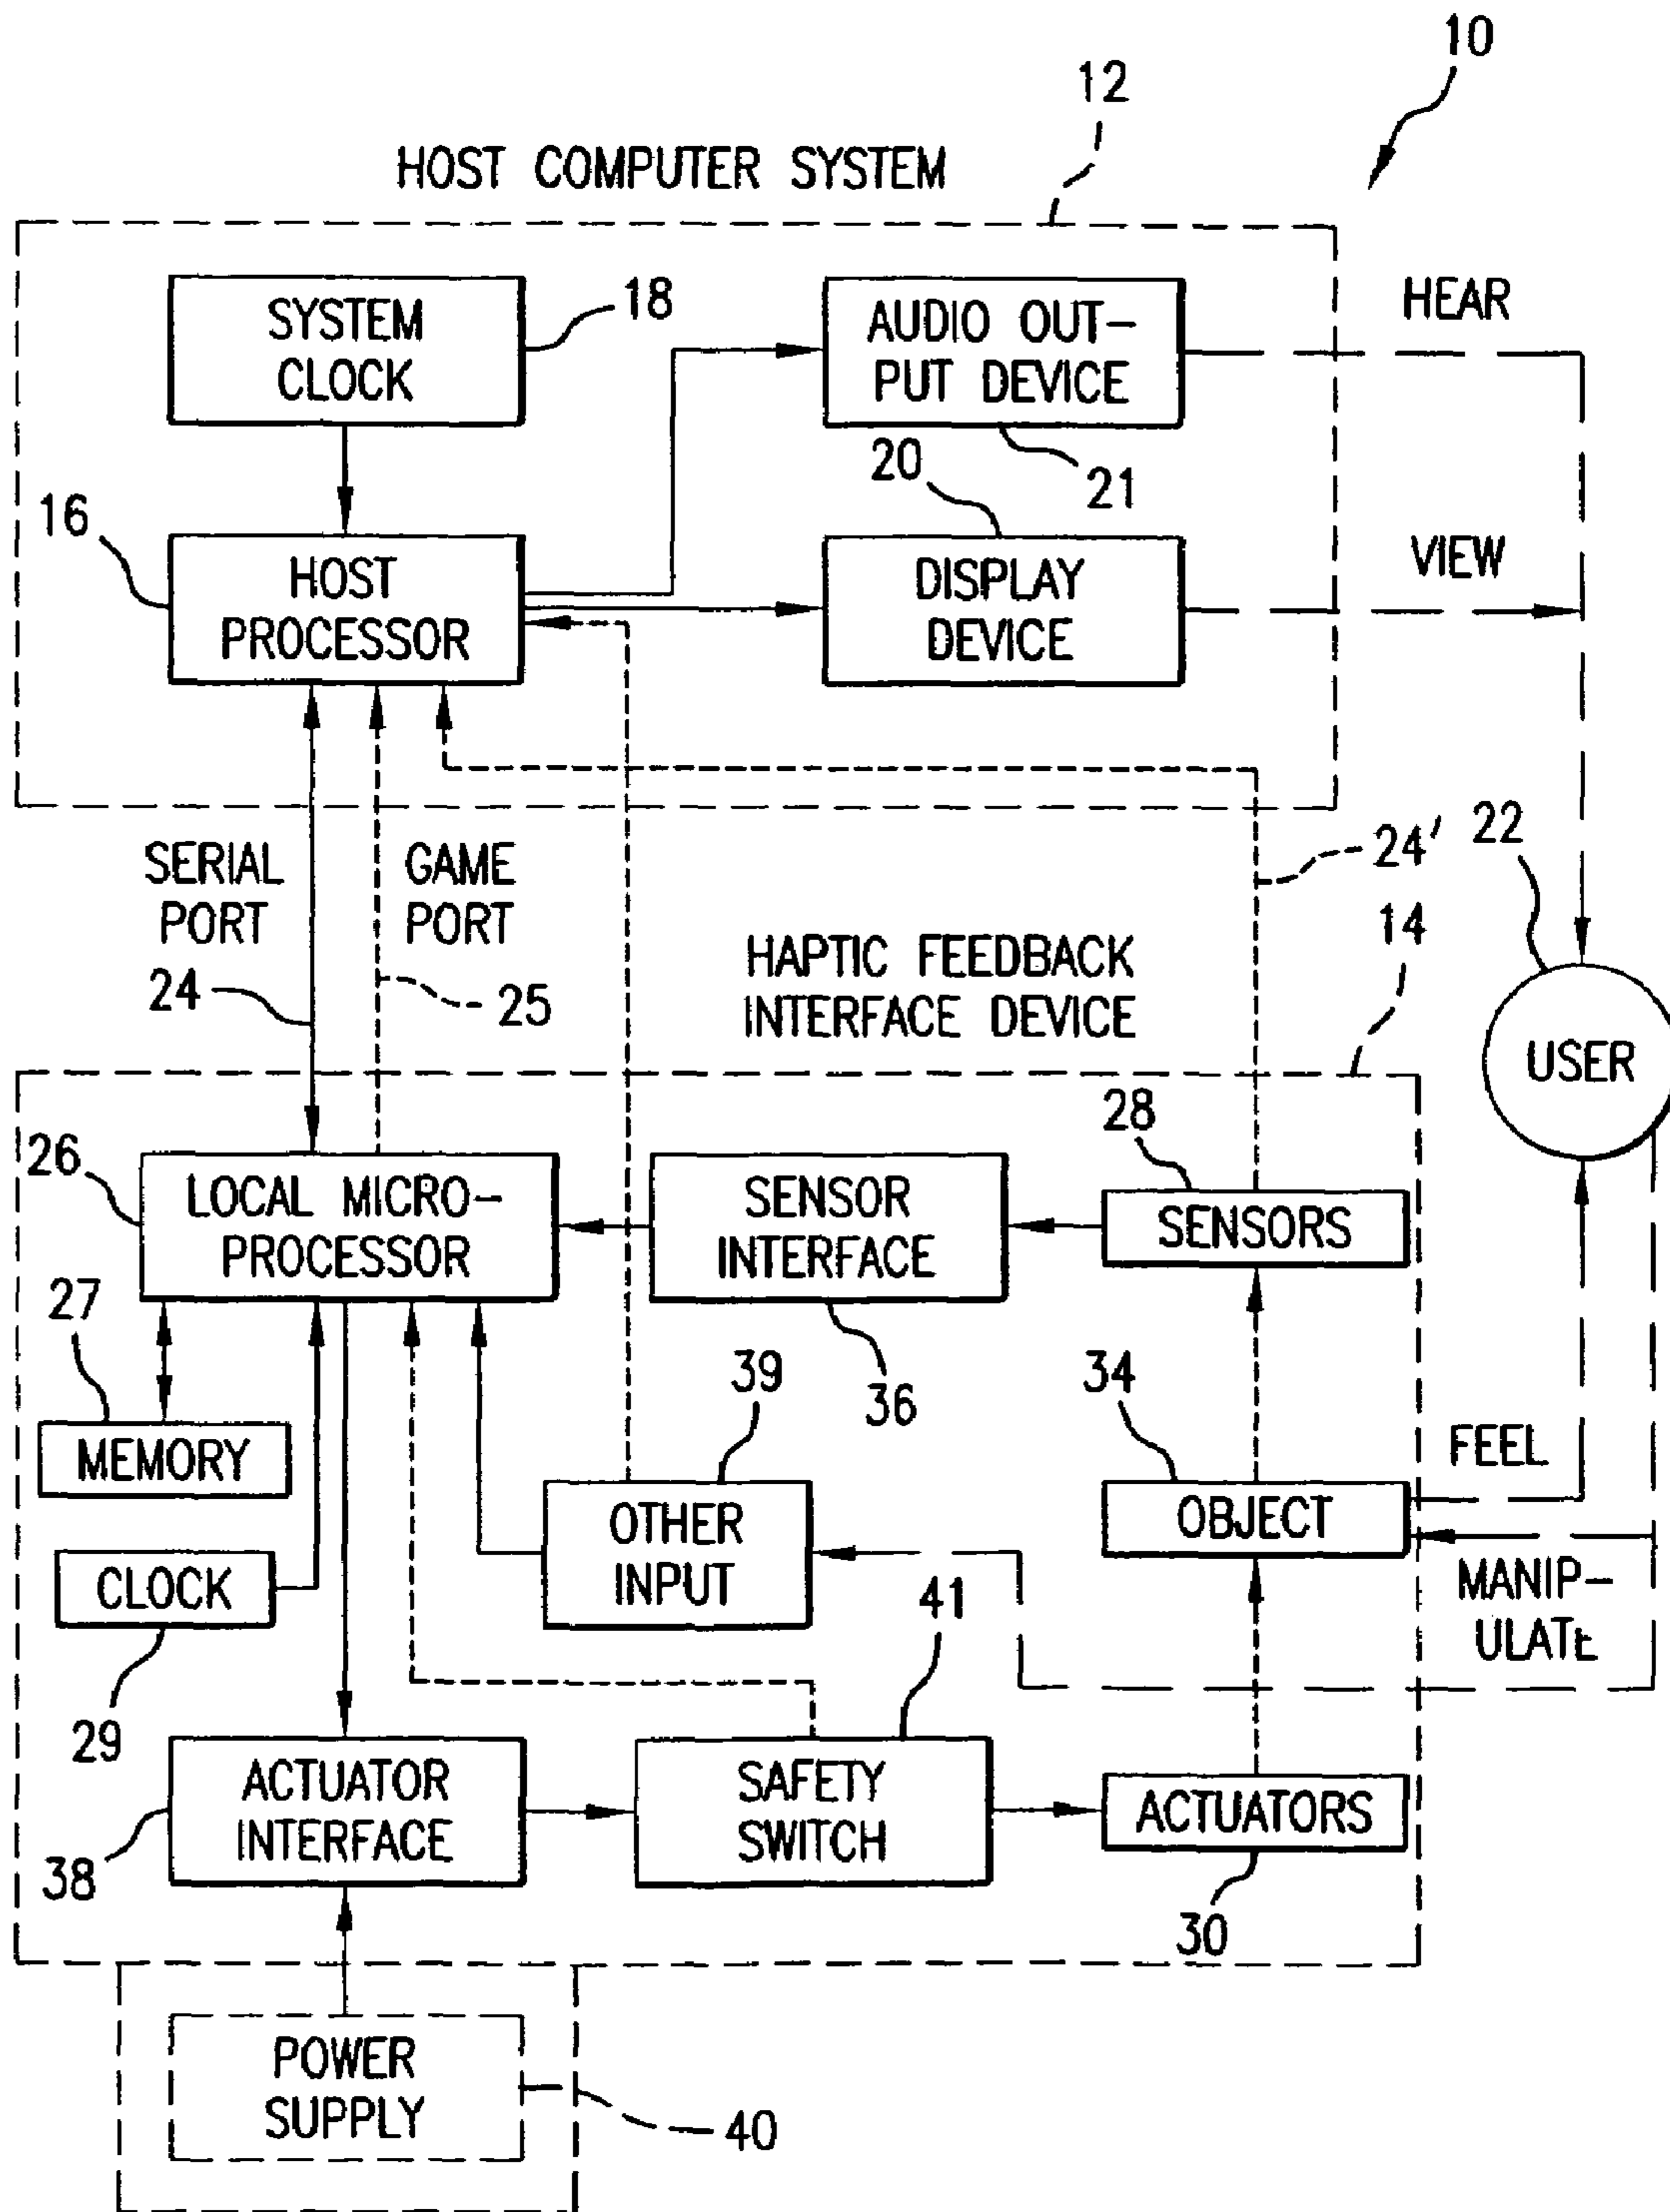 10
12
HOST COMPUTER SYSTEM
SYSTEM
CLOCK
18
AUDIO OUT-
PUT DEVICE
HEAR
21
20
16
HOST
PROCESSOR
DISPLAY
DEVICE
VIEW
SERIAL
PORT
24
GAME
PORT
25
24'
22
14
HAPTIC FEEDBACK
INTERFACE DEVICE
USER
26
LOCAL MICRO-
PROCESSOR
SENSOR
INTERFACE
36
28
SENSORS
27
MEMORY
39
OTHER
INPUT
34
OBJECT
FEEL
MANIP-
ULATE
CLOCK
29
41
38
ACTUATOR
INTERFACE
SAFETY
SWITCH
ACTUATORS
30
POWER
SUPPLY
40